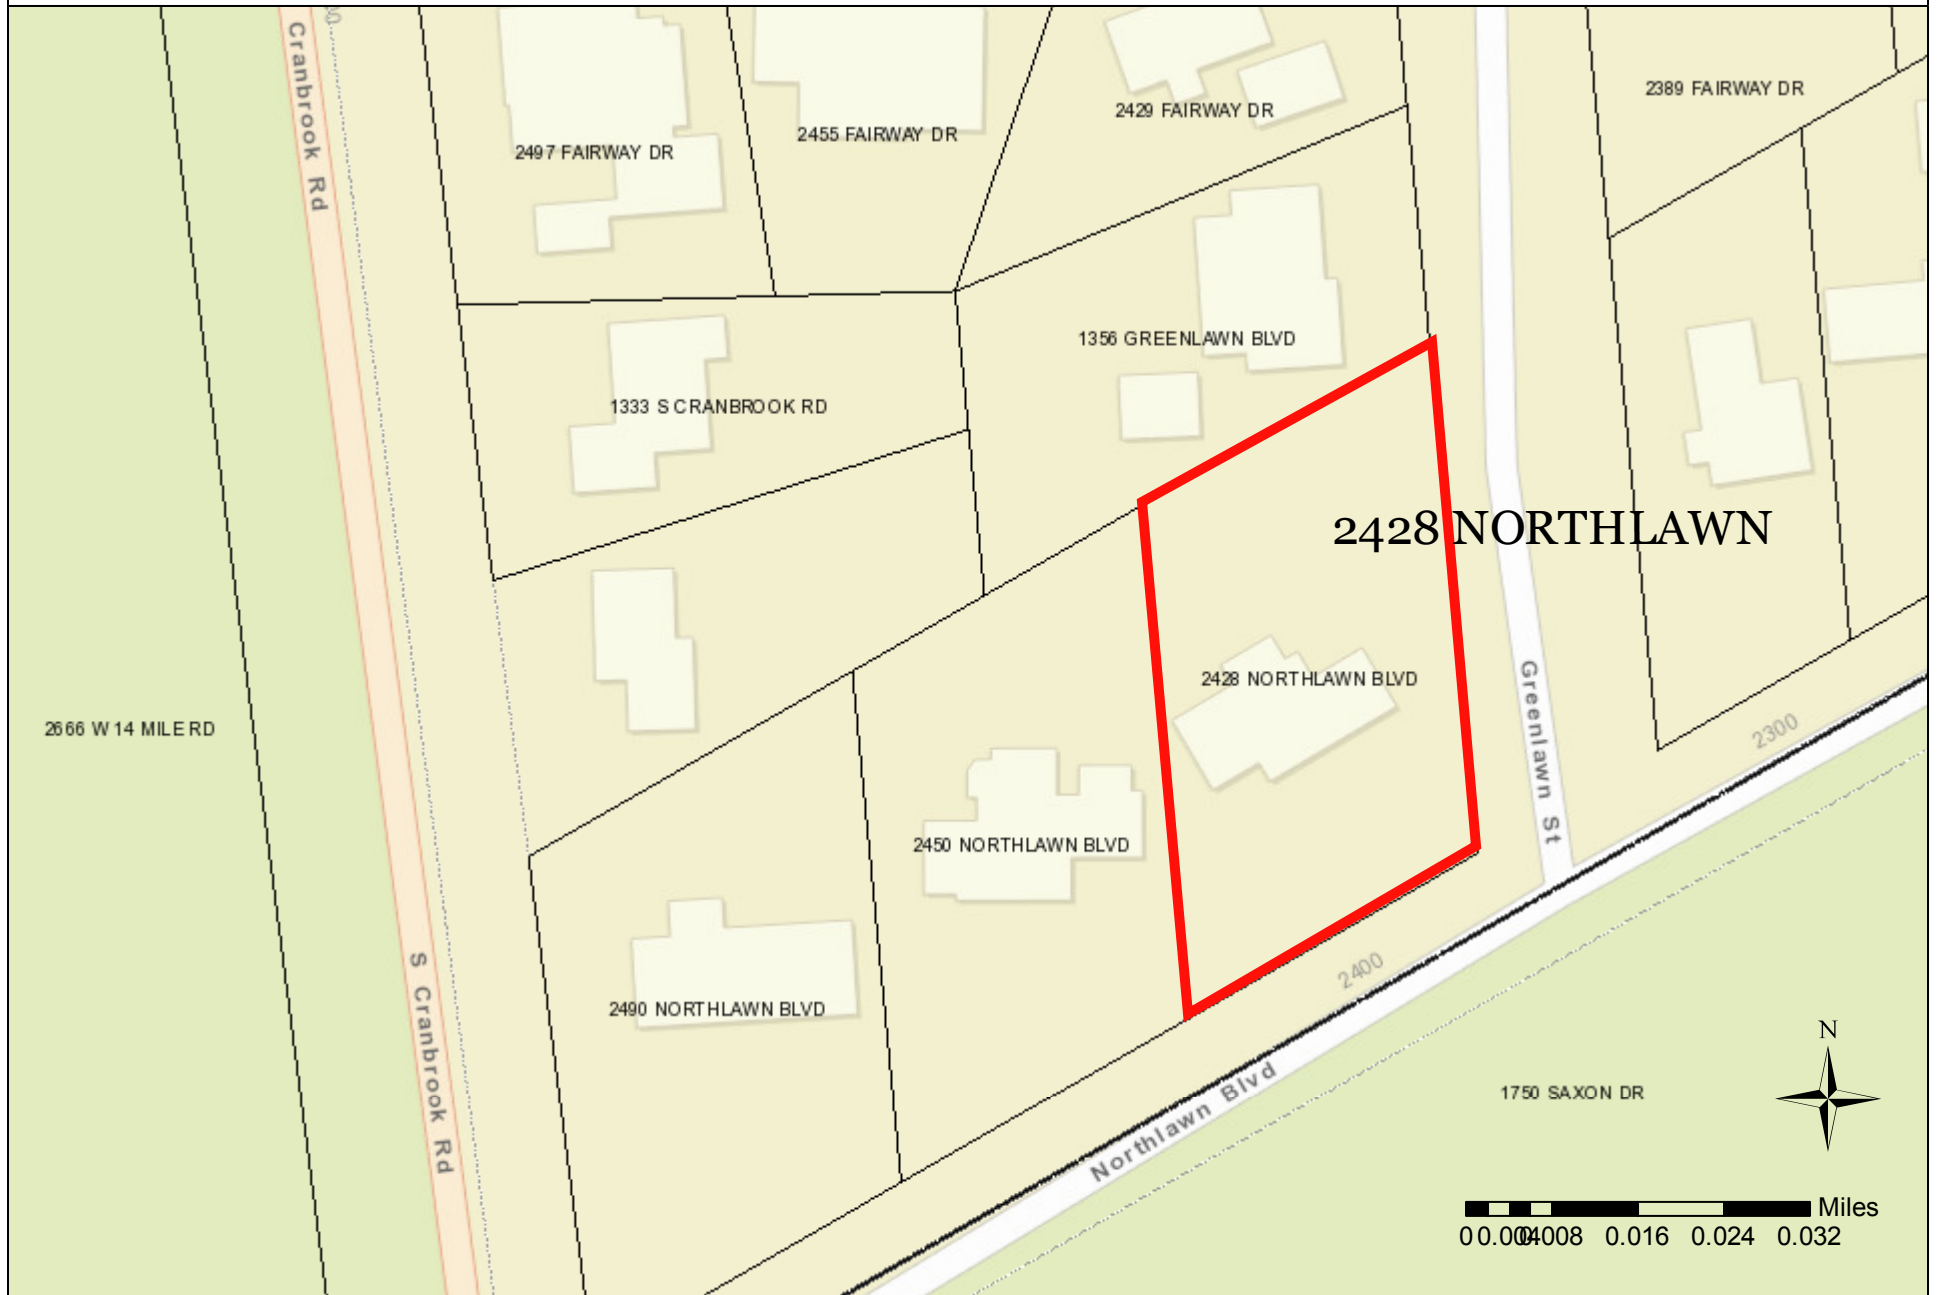 Cranbrook Rd
2389 FAIRWAY DR
2429 FAIRWAY DR
2455 FAIRWAY DR
2497 FAIRWAY DR
1356 GREENLAWN BLVD
1333 S CRANBROOK RD
2428 NORTHLAWN
2428 NORTHLAWN BLVD
Greenlawn St
2666 W 14 MILE RD
2300
2450 NORTHLAWN BLVD
2400
2490 NORTHLAWN BLVD
S Cranbrook Rd
N
1750 SAXON DR
Northlawn Blvd
Miles
0 0.004 0.008 0.016 0.024 0.032